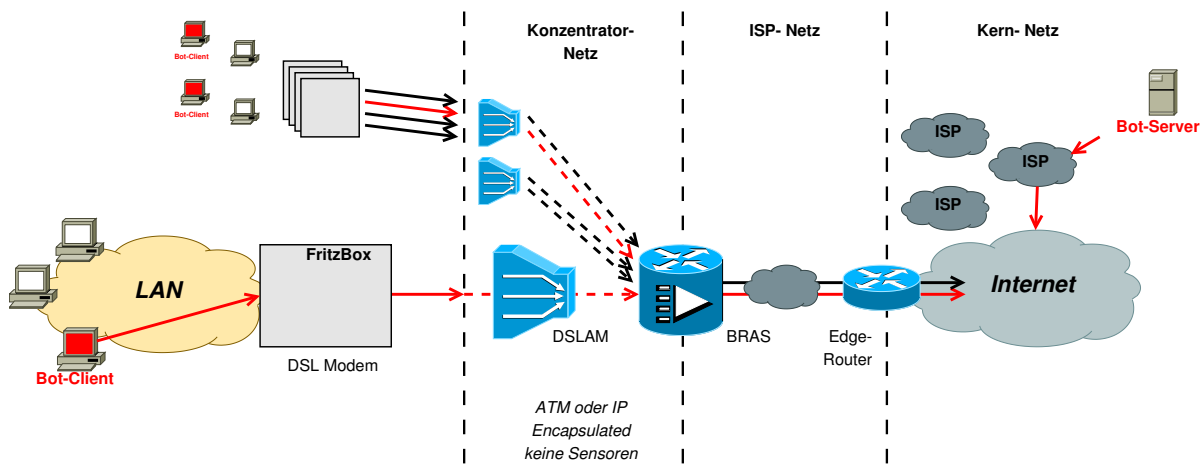 Konzentrator-
Netz
ISP- Netz
Kern- Netz
Bot-Client
Bot-Client
Bot-Server
ISP
ISP
ISP
FritzBox
LAN
Internet
DSL Modem
DSLAM
BRAS
Edge-
Router
Bot-Client
ATM oder IP
Encapsulated
keine Sensoren